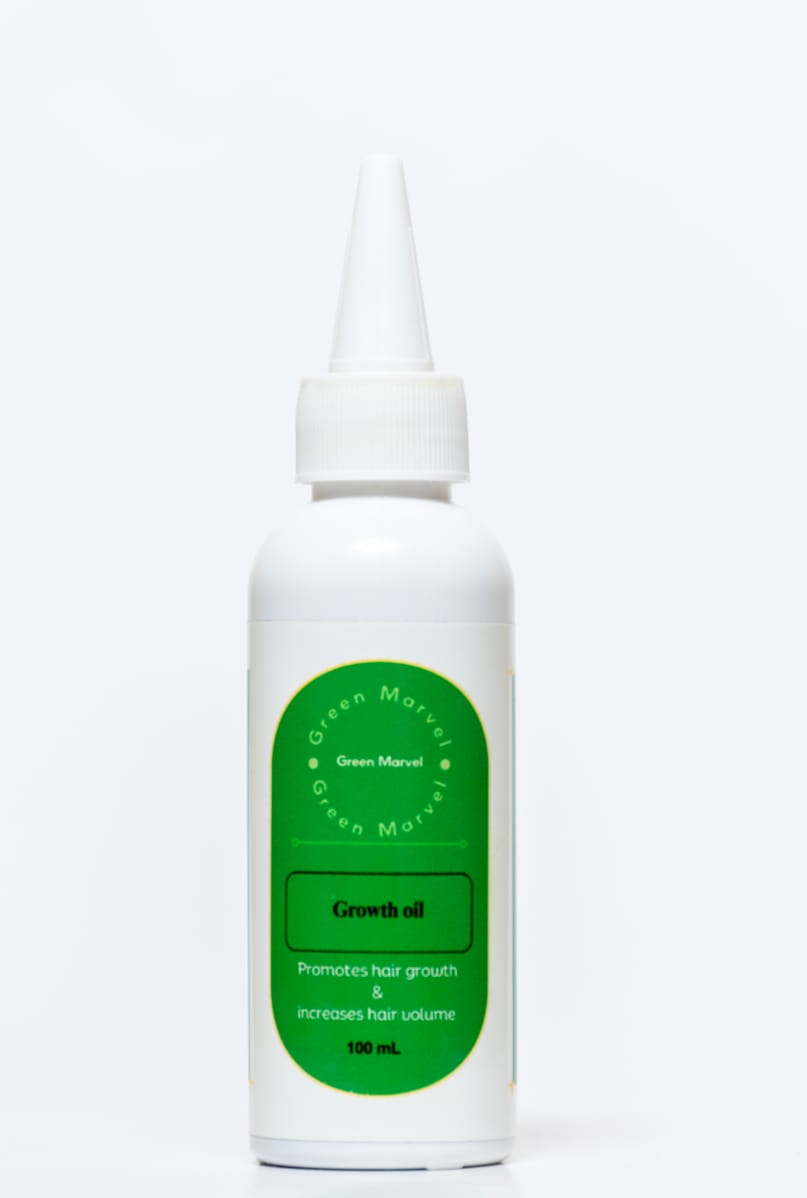 Green Marvel
Green Marvel
Green Marvel
Growth oil
Promotes hair growth
&
increases hair volume
100 mL